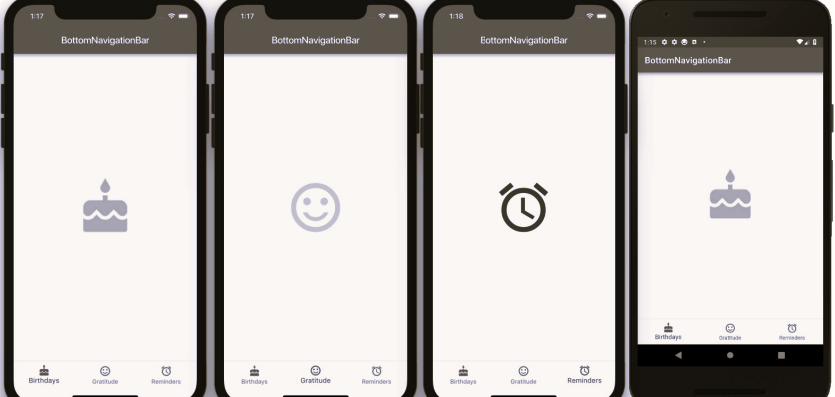 1:17
BottomNavigationBar
Birthdays
Gratitude
Reminders
1:17
BottomNavigationBar
Birthdays
Gratitude
Reminders
1:18
BottomNavigationBar
Birthdays
Gratitude
Reminders
1:15
BottomNavigationBar
Birthdays
Gratitude
Reminders